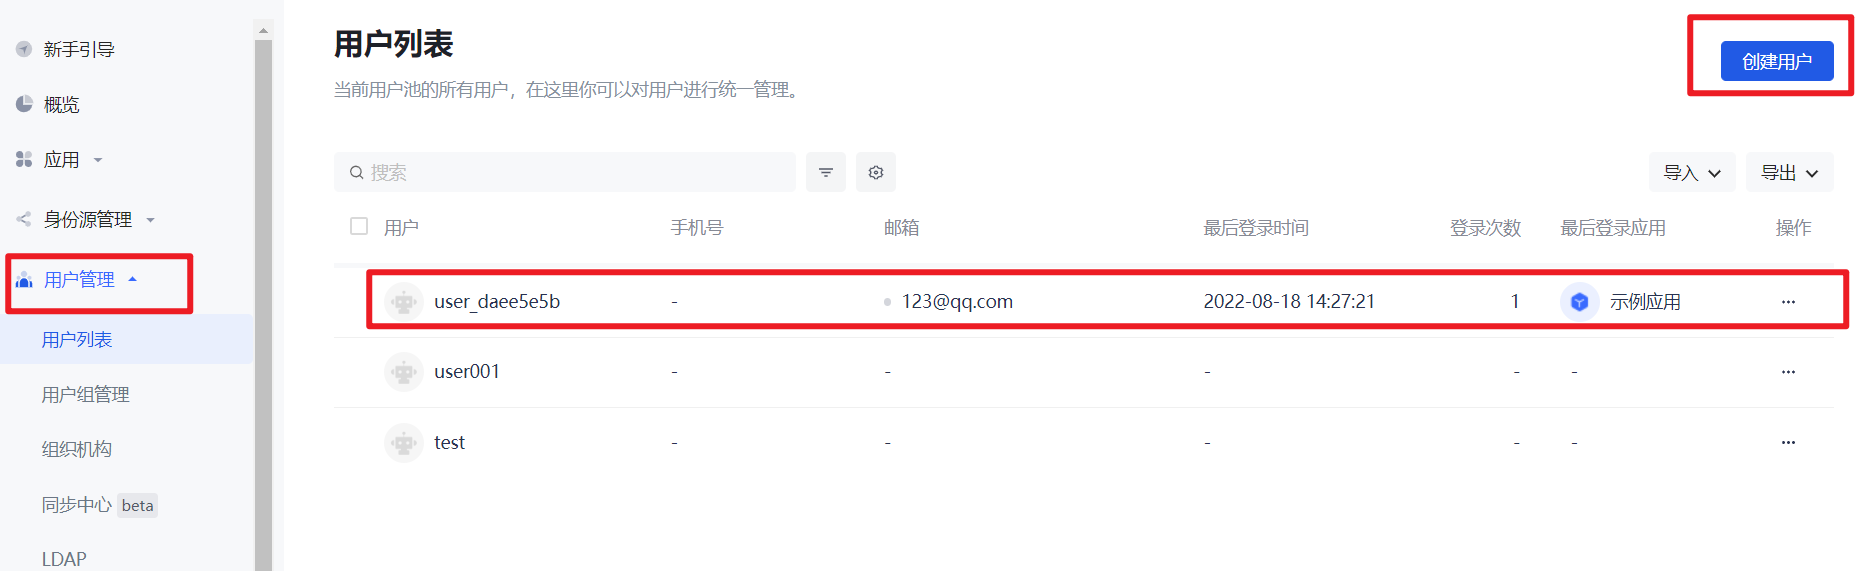 新手引导
概览
应用
身份源管理
用户管理
用户列表
用户组管理
组织机构
同步中心 beta
LDAP
用户列表
创建用户
当前用户池的所有用户，在这里你可以对用户进行统一管理。
搜索
导入
导出
用户 手机号 邮箱 最后登录时间 登录次数 最后登录应用 操作
user_daee5e5b - 123@qq.com 2022-08-18 14:27:21 1 示例应用 ···
user001 - - - - - ···
test - - - - - ···